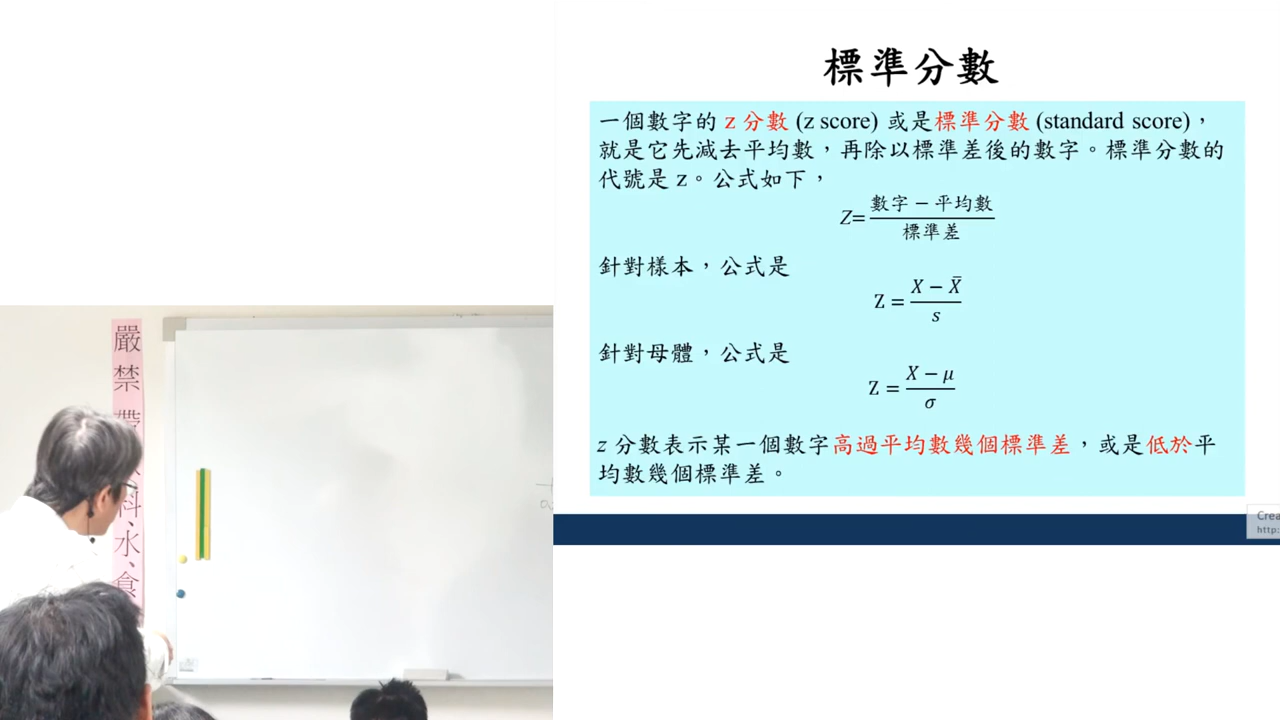 標準分數
一個數字的 z 分數 (z score) 或是標準分數 (standard score)，
就是它先減去平均數，再除以標準差後的數字。標準分數的
代號是 z。公式如下，
Z=數字 − 平均數/標準差
針對樣本，公式是
Z = X − X̄/s
針對母體，公式是
Z = X − μ/σ
z 分數表示某一個數字高過平均數幾個標準差，或是低於平
均數幾個標準差。
嚴
禁
帶
料、
水、
食
Crea
http: